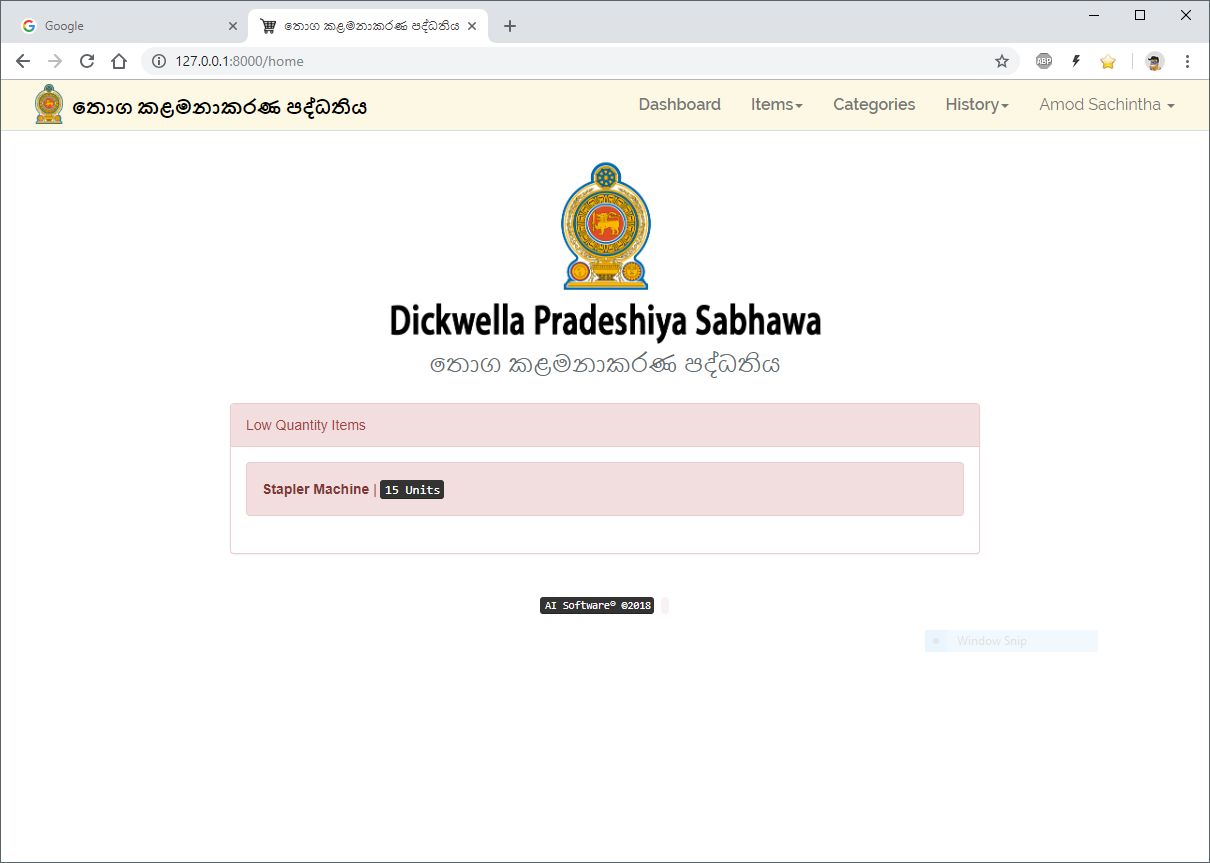 Google
තොග කළමනාකරණ පද්ධතිය
127.0.0.1:8000/home
ABP
තොග කළමනාකරණ පද්ධතිය
Dashboard
Items
Categories
History
Amod Sachintha
Dickwella Pradeshiya Sabhawa
තොග කළමනාකරණ පද්ධතිය
Low Quantity Items
Stapler Machine | 15 Units
AI Software® ©2018
Window Snip